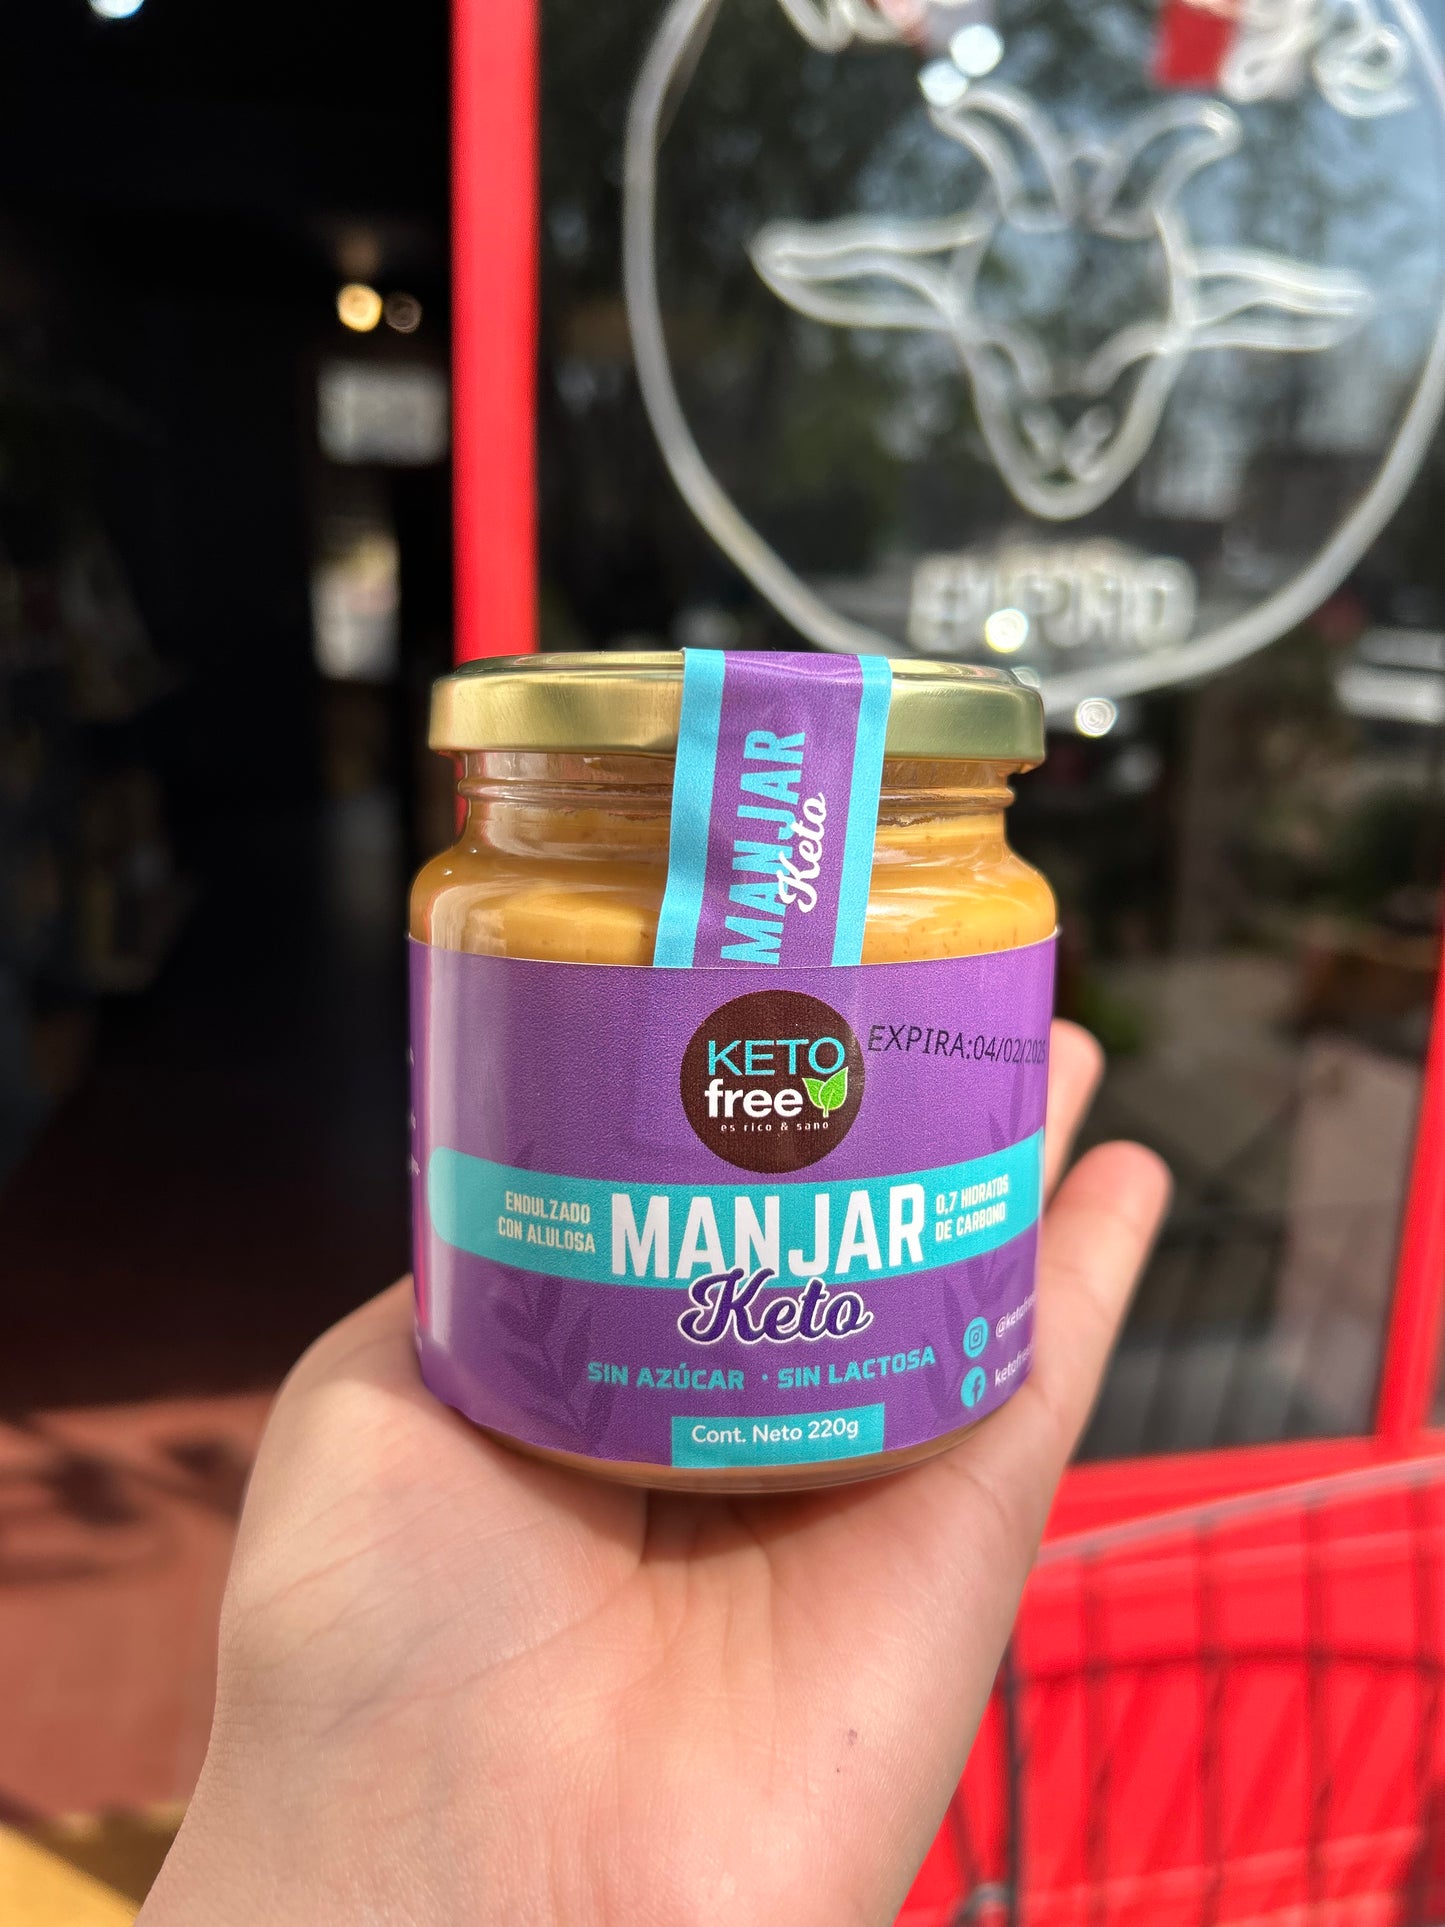 EMPORIO
MANJAR
Keto
KETO
free
es rico & sano
EXPIRA:04/02/2025
ENDULZADO
CON ALULOSA
MANJAR
Keto
0,7 HIDRATOS
DE CARBONO
SIN AZÚCAR · SIN LACTOSA
Cont. Neto 220g